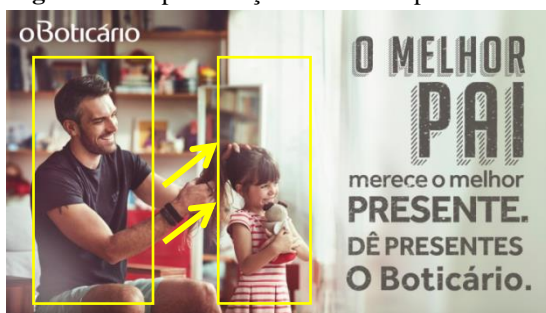 oBoticário
O MELHOR
PAI
merece o melhor
PRESENTE.
DÊ PRESENTES
O Boticário.